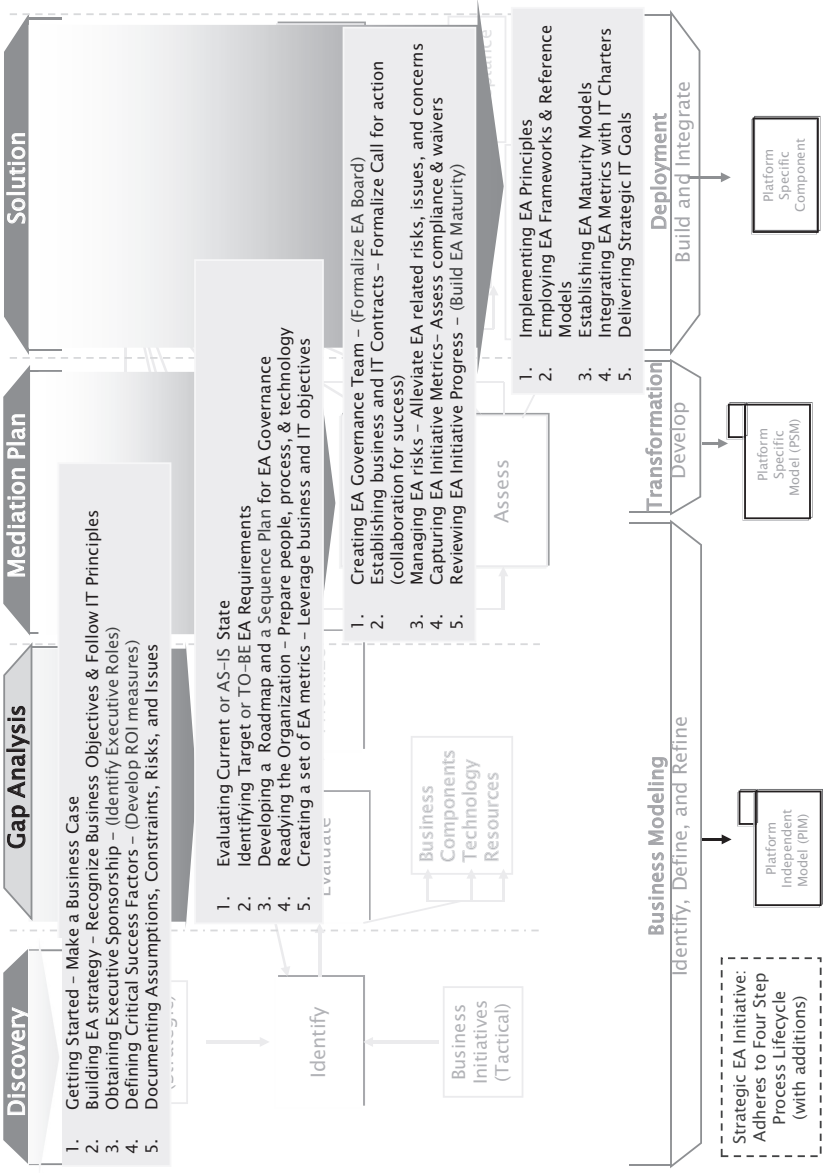 Discovery
Gap Analysis
Mediation Plan
Solution
1. Getting Started – Make a Business Case
2. Building EA strategy – Recognize Business Objectives & Follow IT Principles
3. Obtaining Executive Sponsorship – (Identify Executive Roles)
4. Defining Critical Success Factors – (Develop ROI measures)
5. Documenting Assumptions, Constraints, Risks, and Issues
1. Evaluating Current or AS–IS State
2. Identifying Target or TO–BE EA Requirements
3. Developing a Roadmap and a Sequence Plan for EA Governance
4. Readying the Organization – Prepare people, process, & technology
5. Creating a set of EA metrics – Leverage business and IT objectives
1. Creating EA Governance Team – (Formalize EA Board)
2. Establishing business and IT Contracts – Formalize Call for action
(collaboration for success)
3. Managing EA risks – Alleviate EA related risks, issues, and concerns
4. Capturing EA Initiative Metrics– Assess compliance & waivers
5. Reviewing EA Initiative Progress – (Build EA Maturity)
1. Implementing EA Principles
2. Employing EA Frameworks & Reference
Models
3. Establishing EA Maturity Models
4. Integrating EA Metrics with IT Charters
5. Delivering Strategic IT Goals
Identify
Evaluate
Assess
Business
Initiatives
(Tactical)
Business
Components
Technology
Resources
Business Modeling
Identify, Define, and Refine
Transformation
Develop
Deployment
Build and Integrate
Strategic EA Initiative:
Adheres to Four Step
Process Lifecycle
(with additions)
Platform
Independent
Model (PIM)
Platform
Specific
Model (PSM)
Platform
Specific
Component